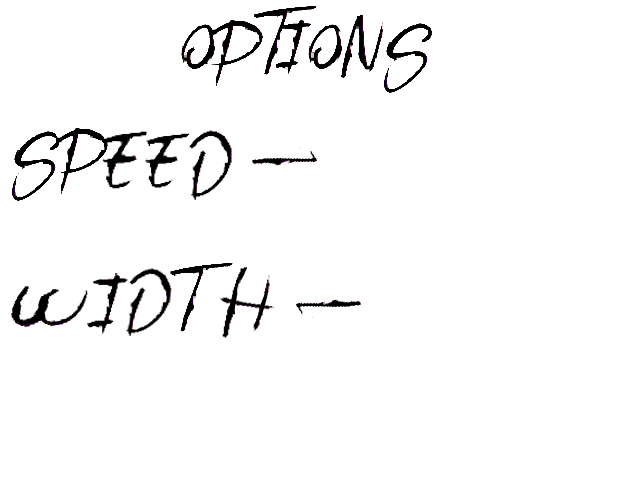 OPTIONS
SPEED —
WIDTH —